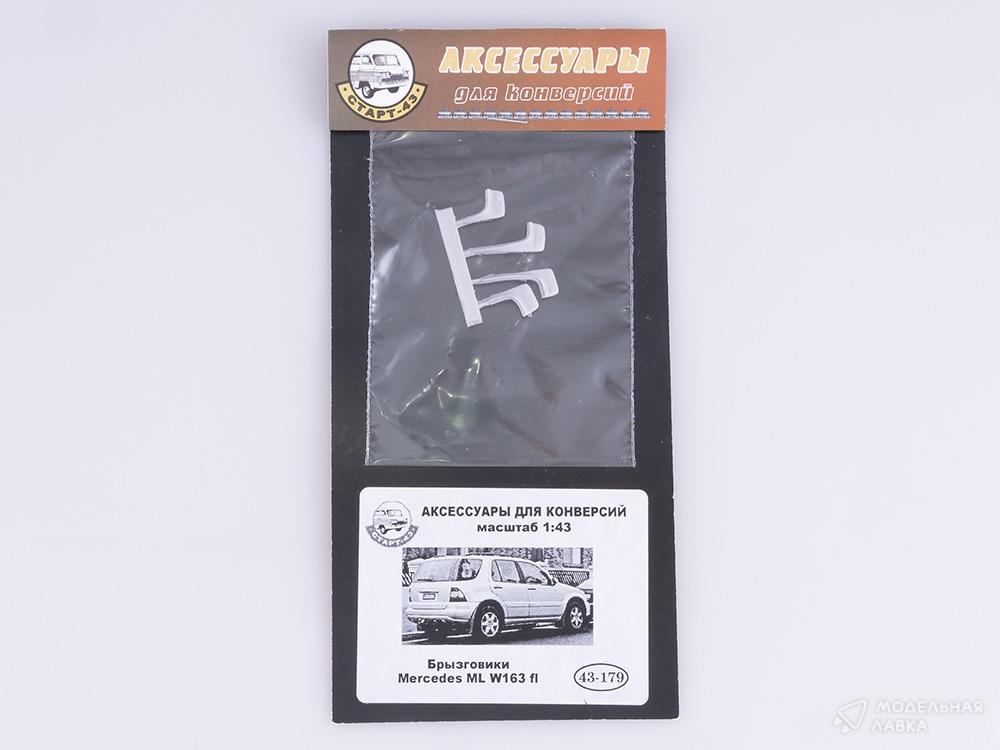 АКСЕССУАРЫ
для конверсий
СТАРТ-43
АКСЕССУАРЫ ДЛЯ КОНВЕРСИЙ
масштаб 1:43
СТАРТ-43
Брызговики
Mercedes ML W163 fl
43-179
МОДЕЛЬНАЯ
ЛАВКА